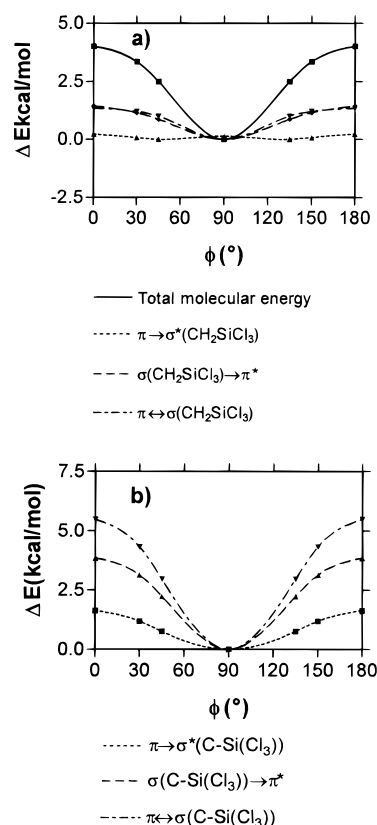 a)
5.0
2.5
0.0
-2.5
Δ Ekcal/mol
0 30 60 90 120 150 180
ϕ (°)
Total molecular energy
π→σ*(CH₂SiCl₃)
σ(CH₂SiCl₃)→π*
π↔σ(CH₂SiCl₃)
b)
7.5
5.0
2.5
0.0
Δ E(kcal/mol)
0 30 60 90 120 150 180
ϕ (°)
π→σ*(C-Si(Cl₃))
σ(C-Si(Cl₃))→π*
π↔σ(C-Si(Cl₃))